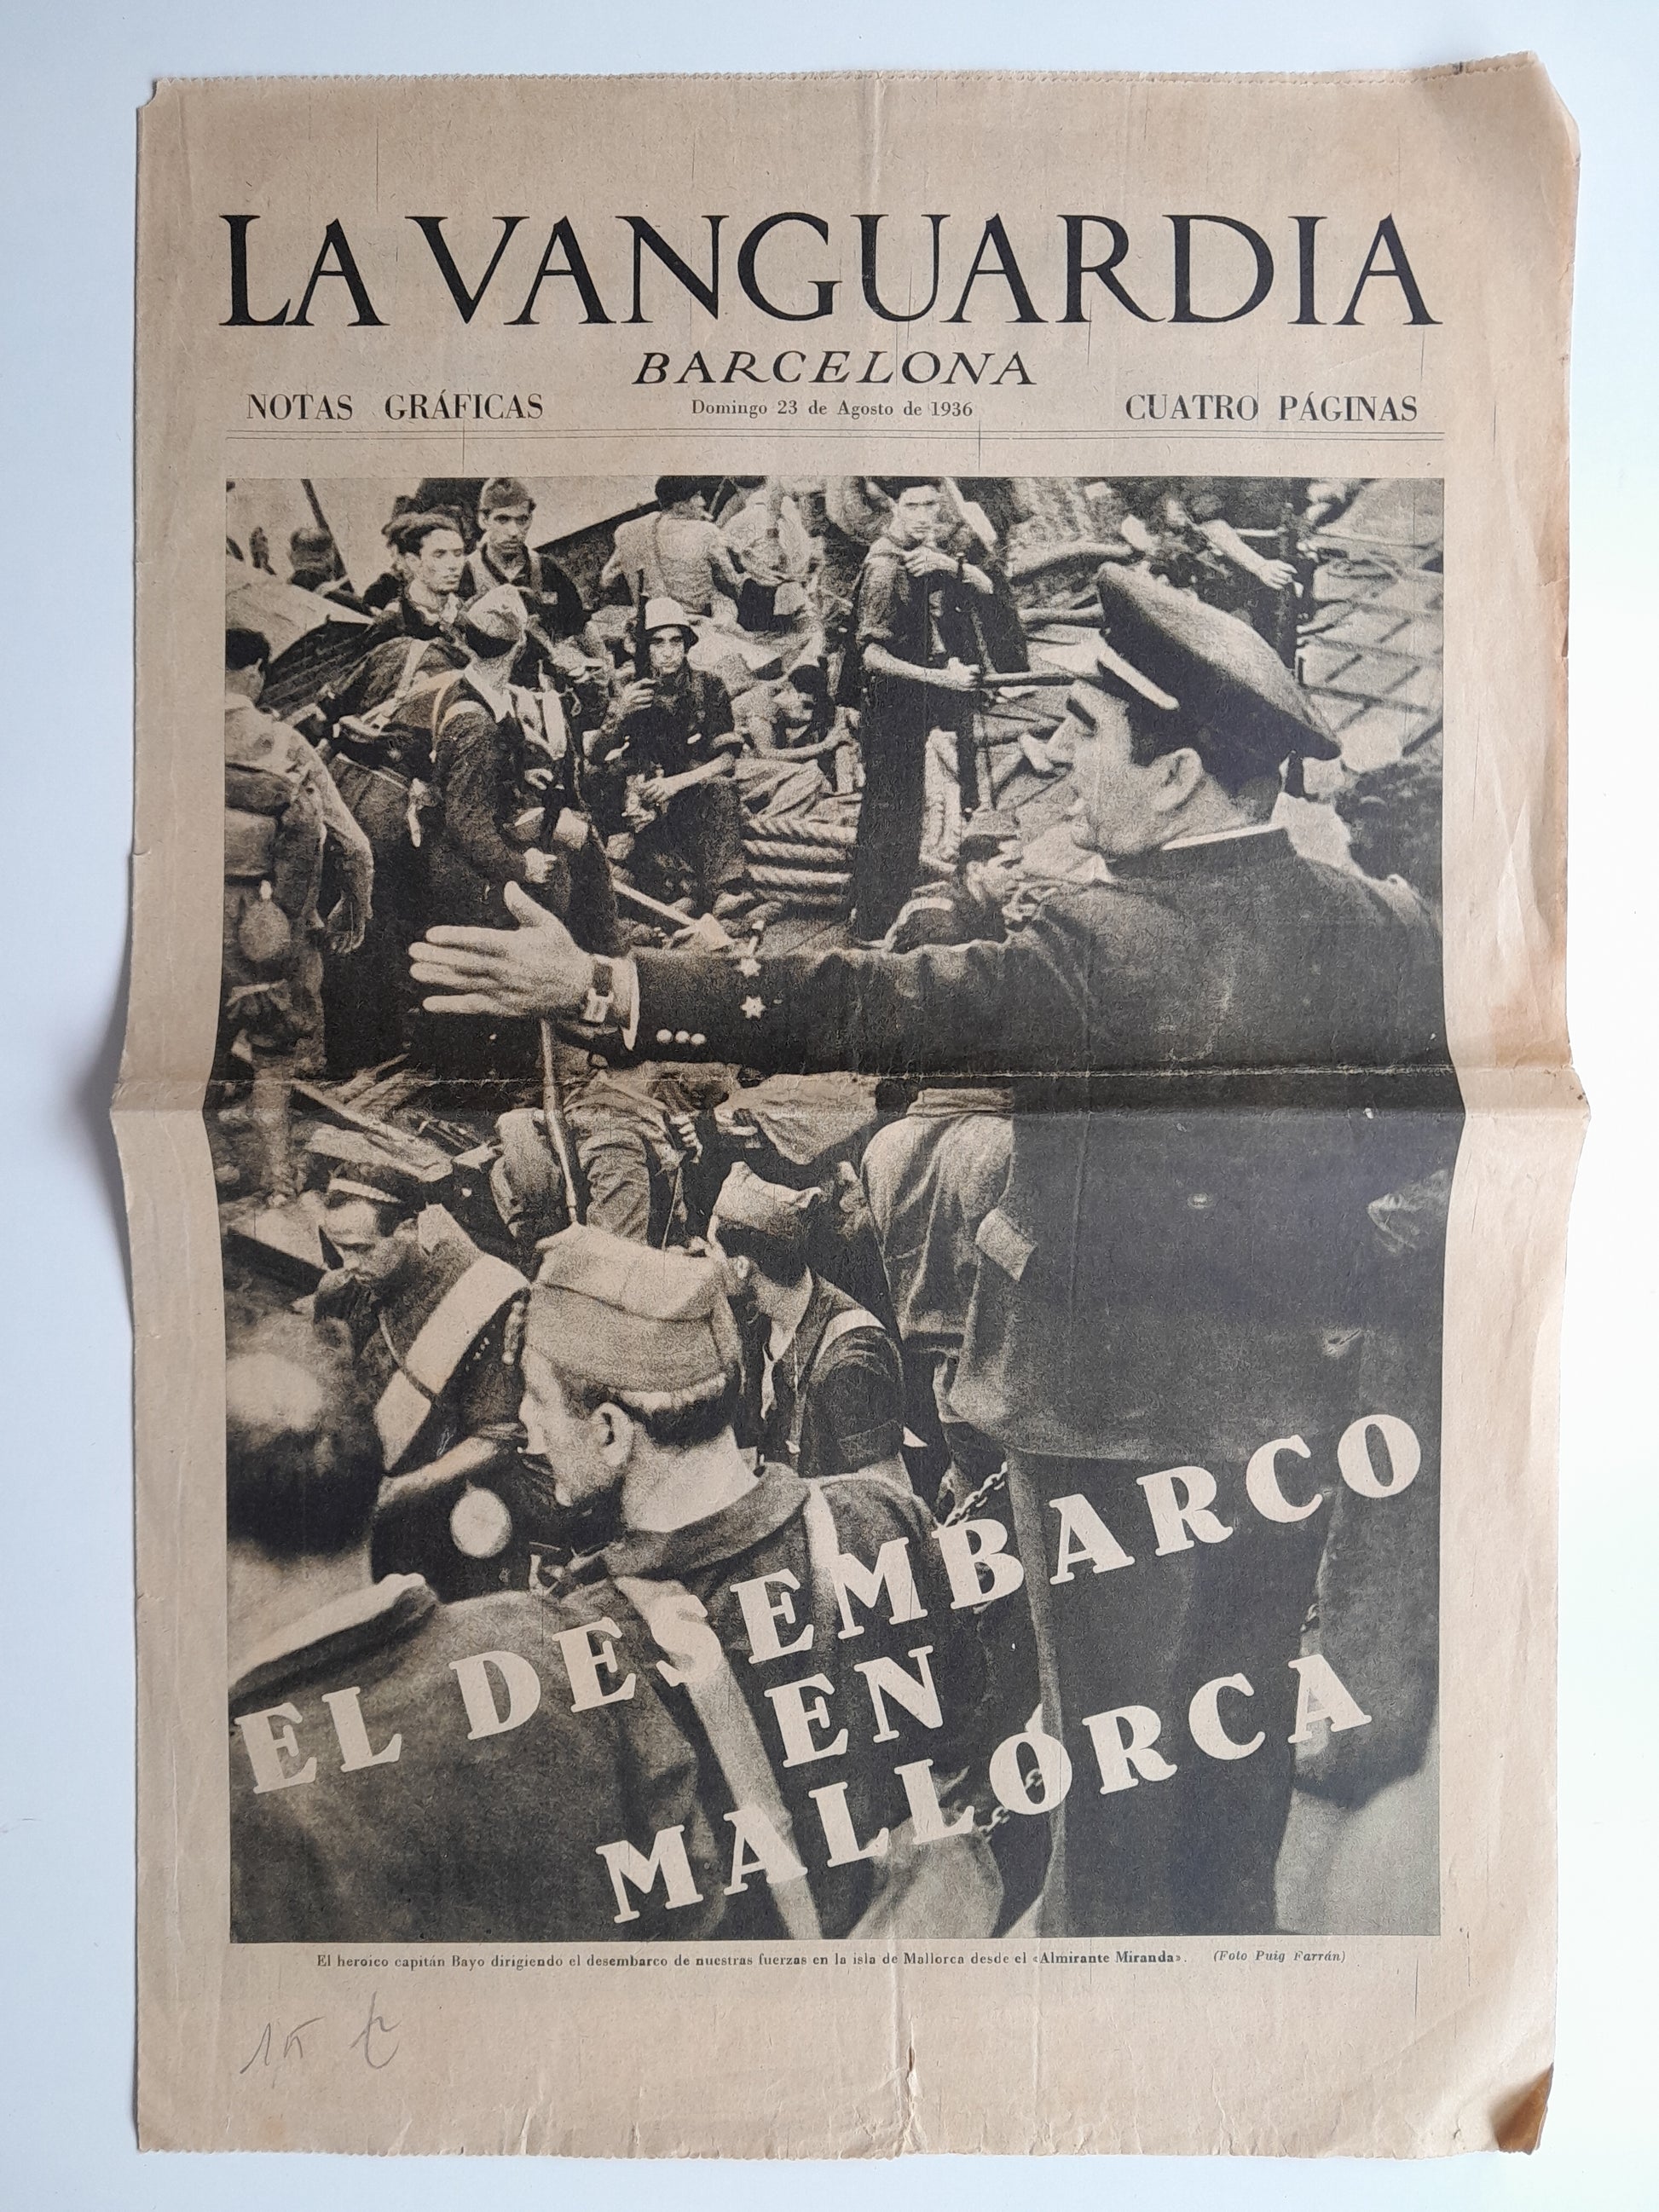 LA VANGUARDIA
BARCELONA
NOTAS GRÁFICAS Domingo 23 de Agosto de 1936 CUATRO PÁGINAS
EL DESEMBARCO
EN
MALLORCA
El heroico capitán Bayo dirigiendo el desembarco de nuestras fuerzas en la isla de Mallorca desde el «Almirante Miranda». (Foto Puig Farrán)